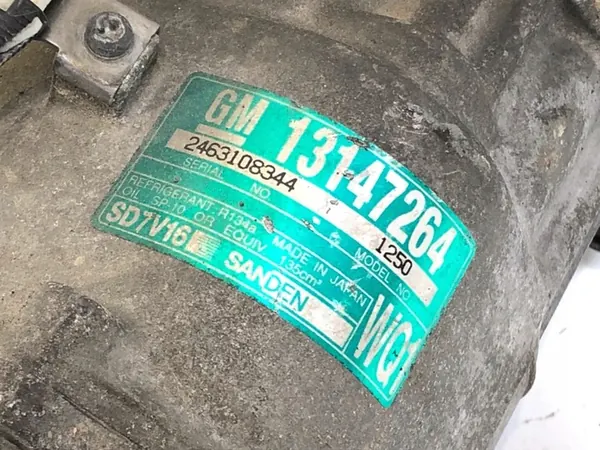 GM 13147264
2463108344 1250
SERIAL NO. MODEL NO
REFRIGERANT R134a MADE IN JAPAN
OIL SP.10 OR EQUIV 135cm³
SD7V16 SANDEN WQ1